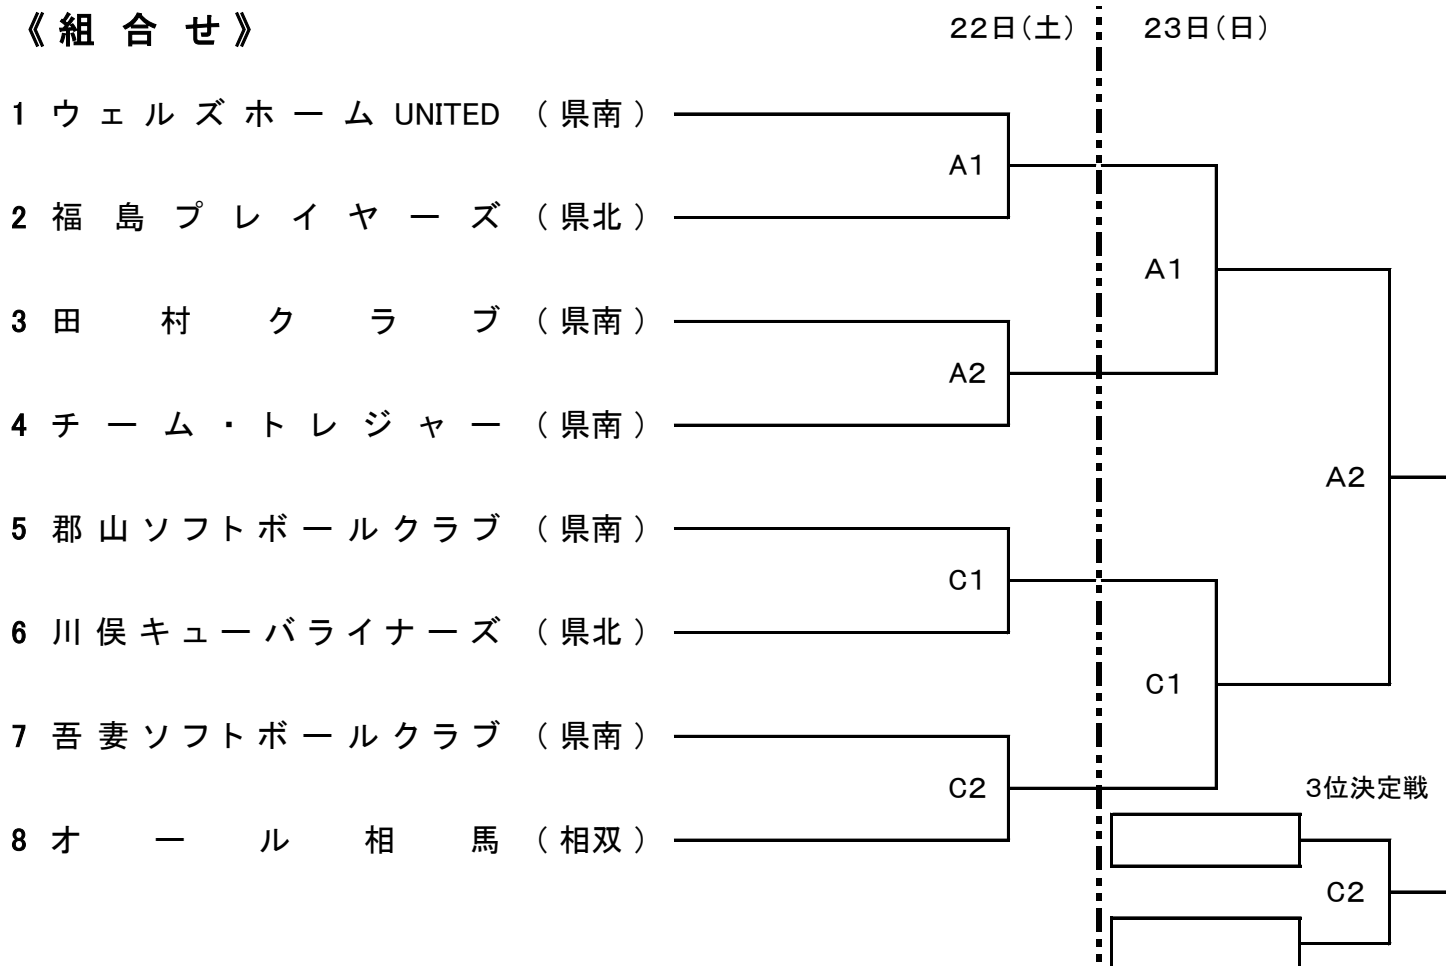 《組合せ》 22日(土) 23日(日)
1 ウェルズホームUNITED (県南)
A1
2 福島プレイヤーズ (県北)
A1
3 田村クラブ (県南)
A2
4 チーム・トレジャー (県南)
A2
5 郡山ソフトボールクラブ (県南)
C1
6 川俣キューバライナーズ (県北)
C1
7 吾妻ソフトボールクラブ (県南)
C2 3位決定戦
8 オール相馬 (相双)
C2